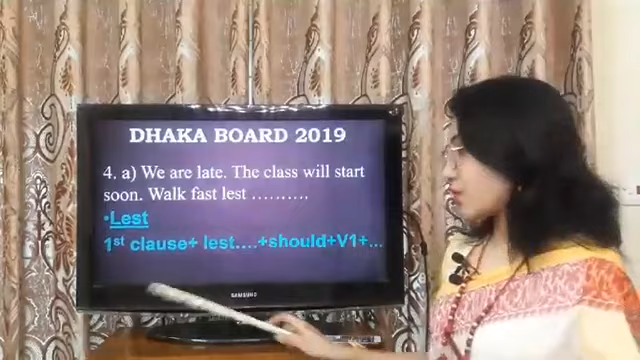 DHAKA BOARD 2019
4. a) We are late. The class will start
soon. Walk fast lest ..........
•Lest
1st clause+ lest....+should+V1+...
SAMSUNG